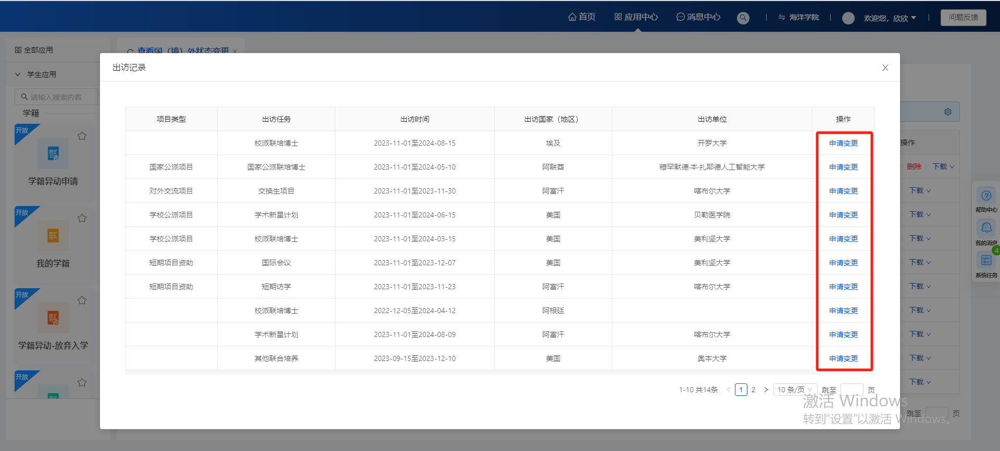 首页
应用中心
消息中心
海洋学院
欢迎您，欣欣
问题反馈
全部应用
查看国（境）外状态变更
学生应用
请输入搜索内容
学籍
开放
学籍异动申请
开放
我的学籍
开放
学籍异动-放弃入学
开放
出访记录
项目类型 出访任务 出访时间 出访国家（地区） 出访单位 操作
校派联培博士 2023-11-01至2024-08-15 埃及 开罗大学 申请变更
国家公派项目 国家公派联培博士 2023-11-01至2024-05-10 阿联酋 穆罕默德·本·扎耶德人工智能大学 申请变更
对外交流项目 交换生项目 2023-11-01至2023-11-30 阿富汗 喀布尔大学 申请变更
学校公派项目 学术新星计划 2023-11-01至2024-06-15 美国 贝勒医学院 申请变更
学校公派项目 校派联培博士 2023-11-01至2024-03-15 美国 美利坚大学 申请变更
短期项目资助 国际会议 2023-11-01至2023-12-07 美国 美利坚大学 申请变更
短期项目资助 短期访学 2023-11-01至2023-11-23 阿富汗 喀布尔大学 申请变更
校派联培博士 2022-12-05至2024-04-12 阿根廷 申请变更
学术新星计划 2023-11-01至2024-08-09 阿富汗 喀布尔大学 申请变更
其他联合培养 2023-09-15至2023-12-10 美国 奥本大学 申请变更
1-10 共14条 < 1 2 > 10 条/页 跳至 页
操作
删除 下载
下载
下载
下载
下载
下载
下载
下载
下载
下载
跳至 页
帮助中心
我的消息
4
系统任务
激活 Windows
转到“设置”以激活 Windows。